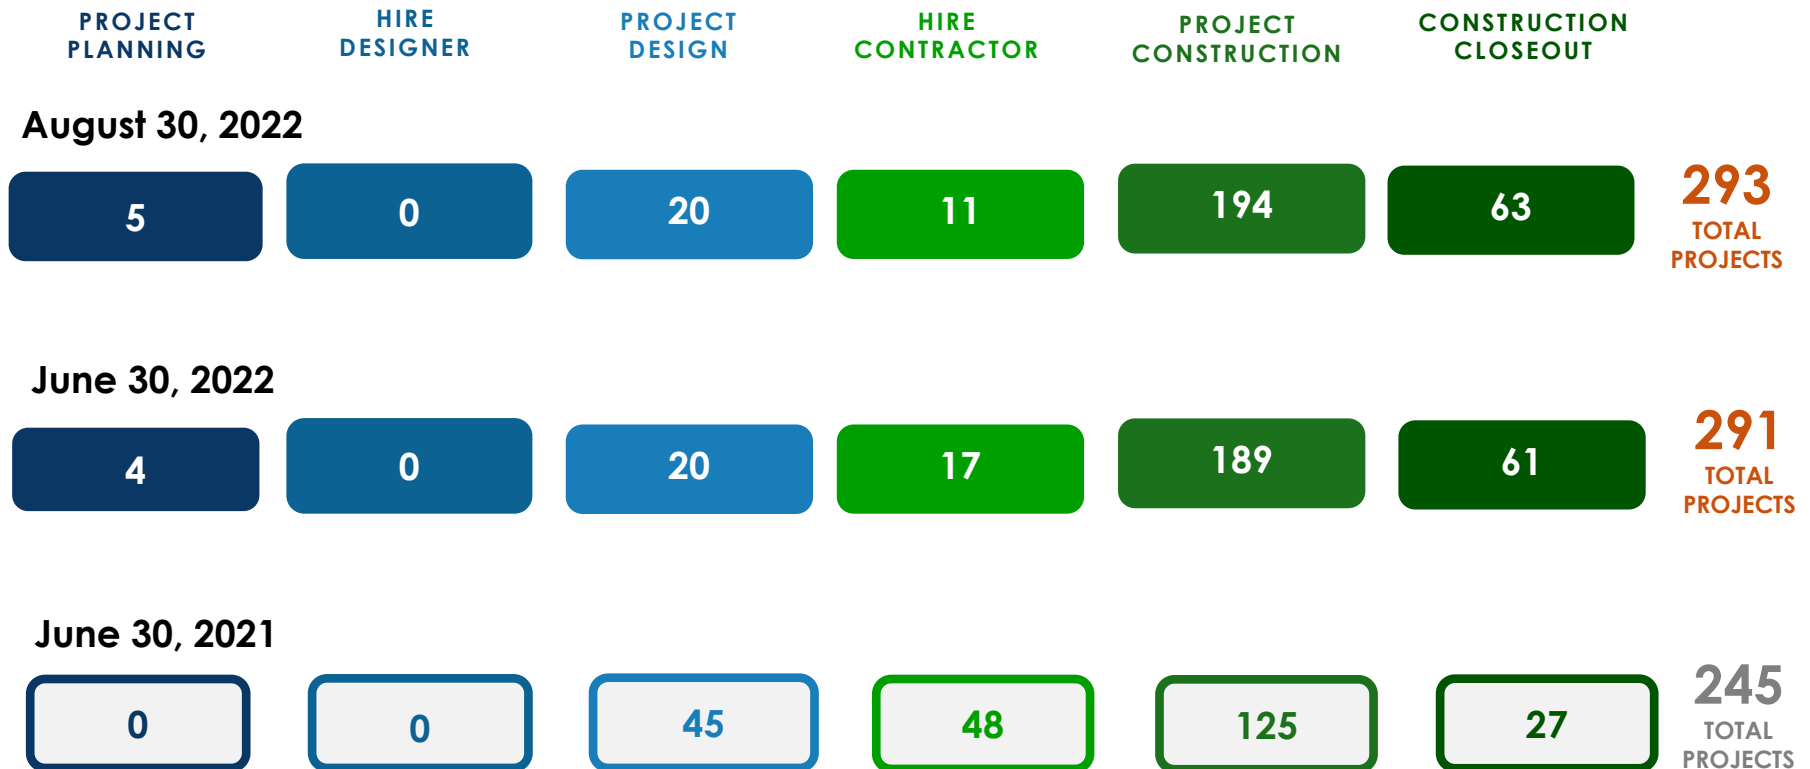 PROJECT
PLANNING
HIRE
DESIGNER
PROJECT
DESIGN
HIRE
CONTRACTOR
PROJECT
CONSTRUCTION
CONSTRUCTION
CLOSEOUT
August 30, 2022
5
0
20
11
194
63
293
TOTAL
PROJECTS
June 30, 2022
4
0
20
17
189
61
291
TOTAL
PROJECTS
June 30, 2021
0
0
45
48
125
27
245
TOTAL
PROJECTS